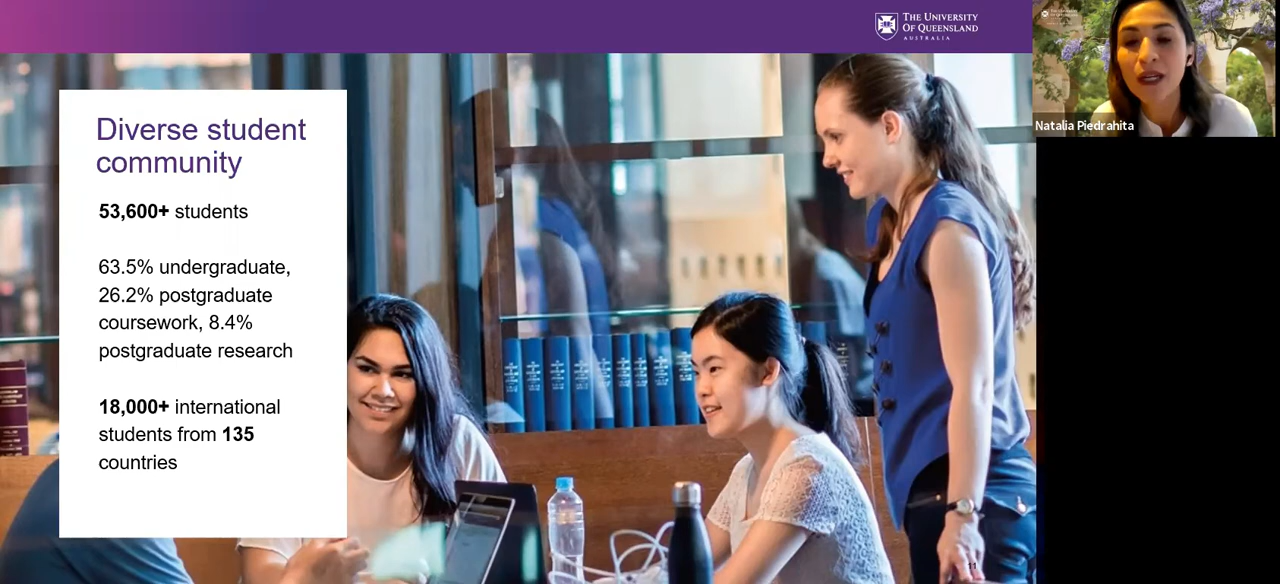 THE UNIVERSITY
OF QUEENSLAND
AUSTRALIA
Natalia Piedrahita
Diverse student
community
53,600+ students
63.5% undergraduate,
26.2% postgraduate
coursework, 8.4%
postgraduate research
18,000+ international
students from 135
countries
11